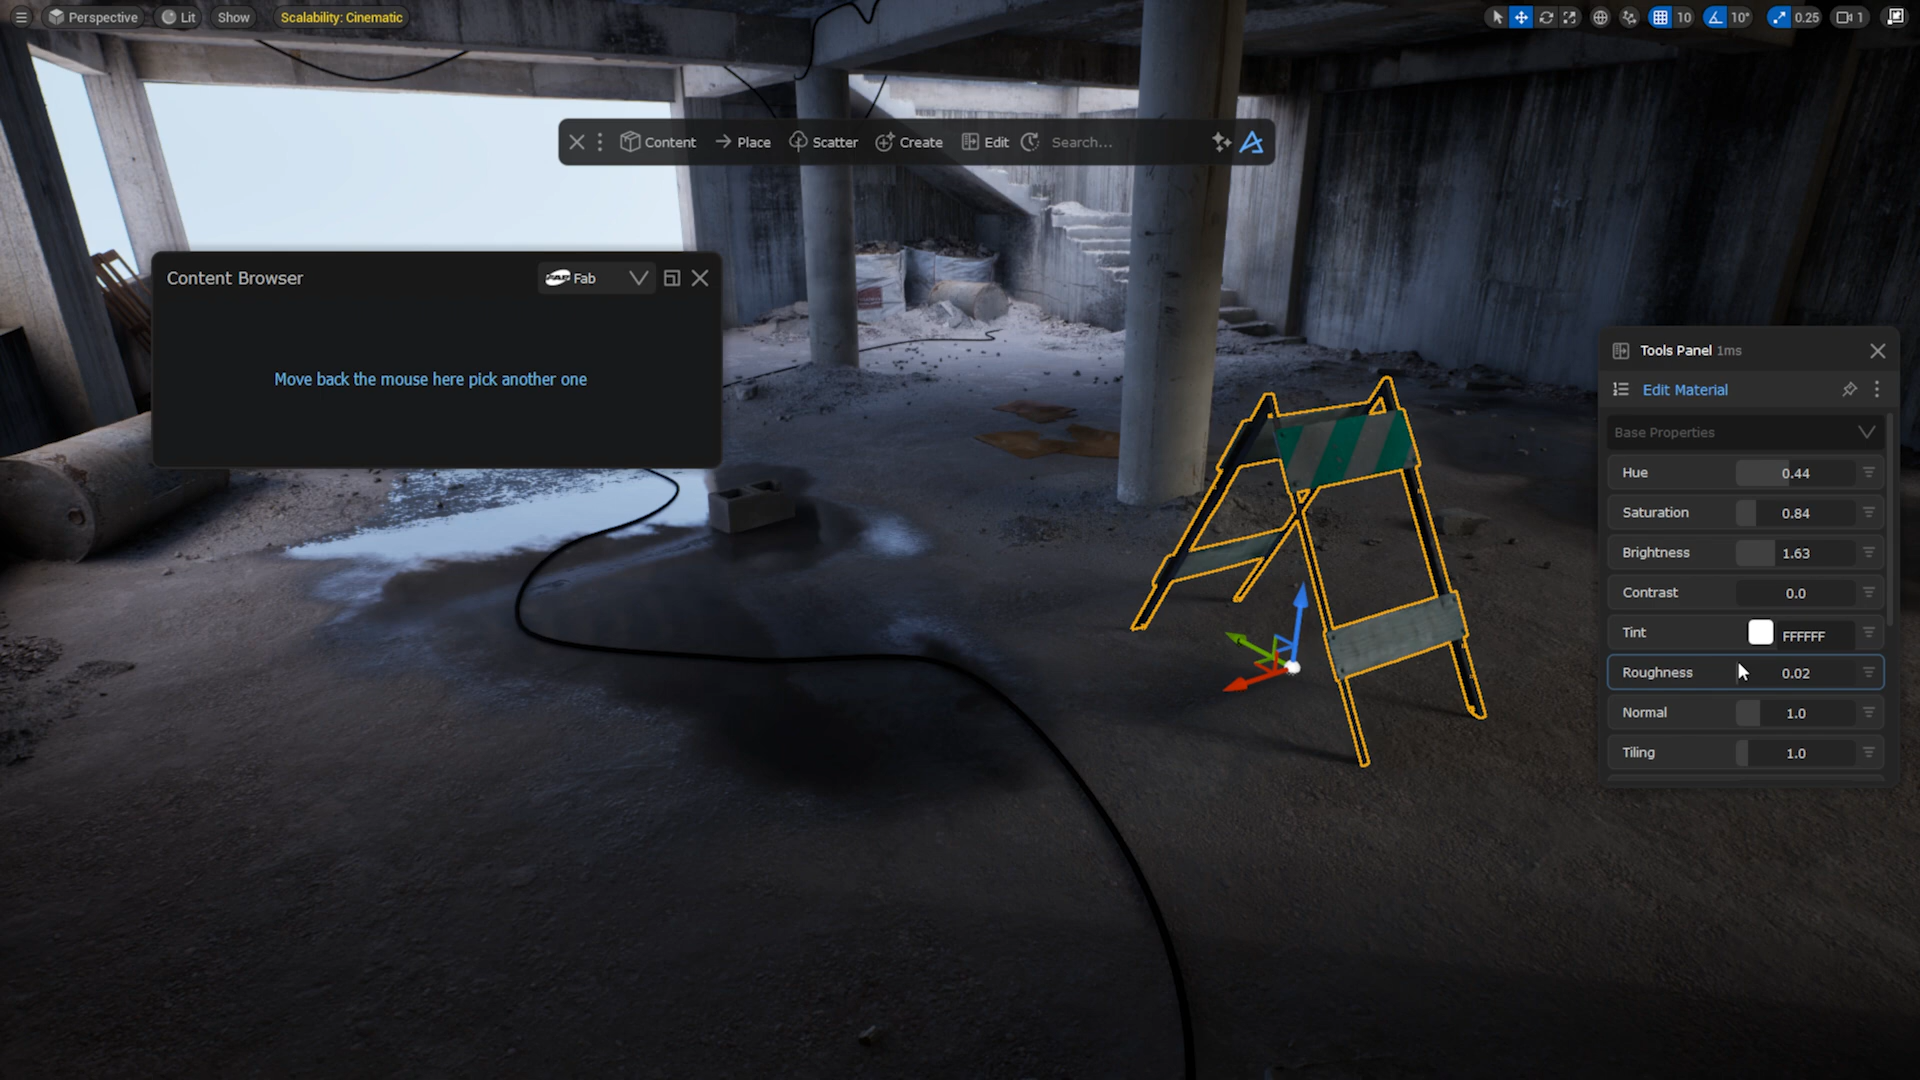 Perspective Lit Show Scalability: Cinematic 10 10° 0.25 1
Content Place Scatter Create Edit Search...
Content Browser Fab
Move back the mouse here pick another one
Tools Panel 1ms
Edit Material
Base Properties
Hue 0.44
Saturation 0.84
Brightness 1.63
Contrast 0.0
Tint FFFFFF
Roughness 0.02
Normal 1.0
Tiling 1.0